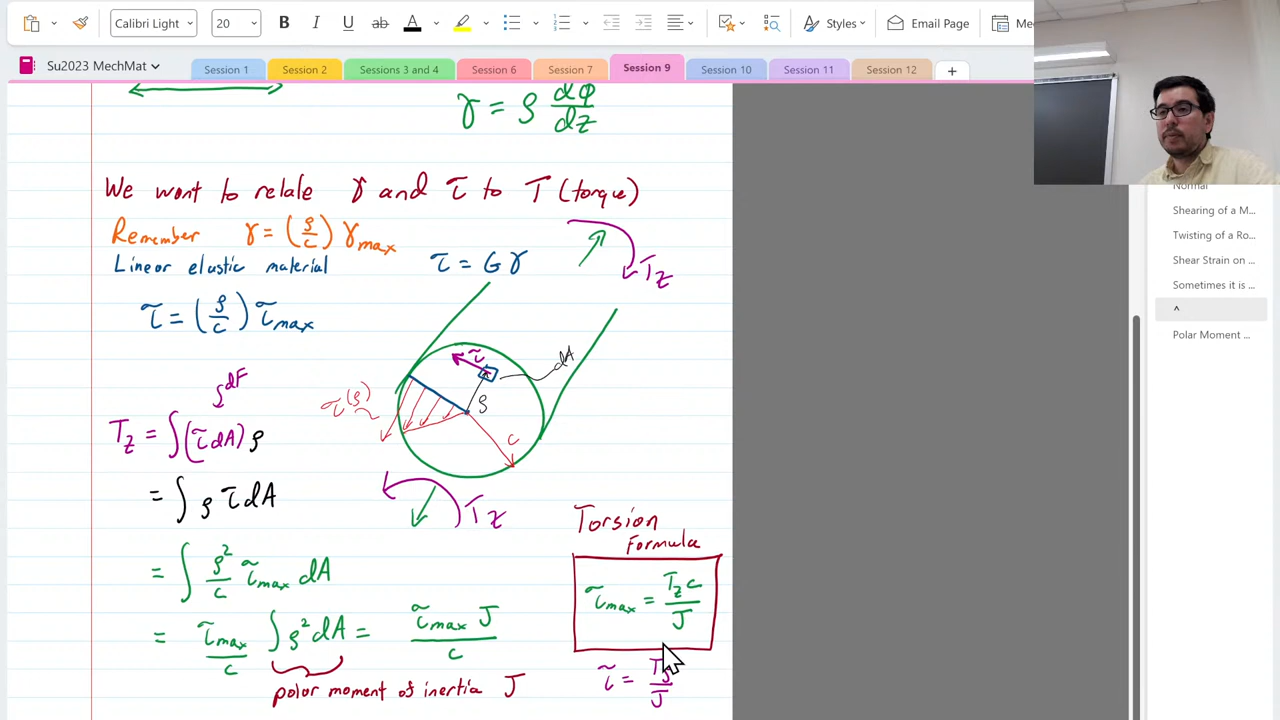 Calibri Light 20 B I U ab A Styles Email Page
Su2023 MechMat Session 1 Session 2 Sessions 3 and 4 Session 6 Session 7 Session 9 Session 10 Session 11 Session 12 +
γ = ρ dφ/dz
We want to relate γ and τ to T (torque)
Remember γ = (ρ/c) γmax
Linear elastic material τ = Gγ
Tz
τ = (ρ/c) τmax
τ dA
τ(ρ) ρ
c
dF
Tz = ∫(τdA) ρ
= ∫ ρ τ dA
Tz
= ∫ ρ²/c τmax dA
= τmax/c ∫ρ²dA = τmax J/c
polar moment of inertia J
Torsion
Formula
τmax = Tz c/J
τ = Tρ/J
Normal
Shearing of a M...
Twisting of a Ro...
Shear Strain on ...
Sometimes it is ...
^
Polar Moment ...